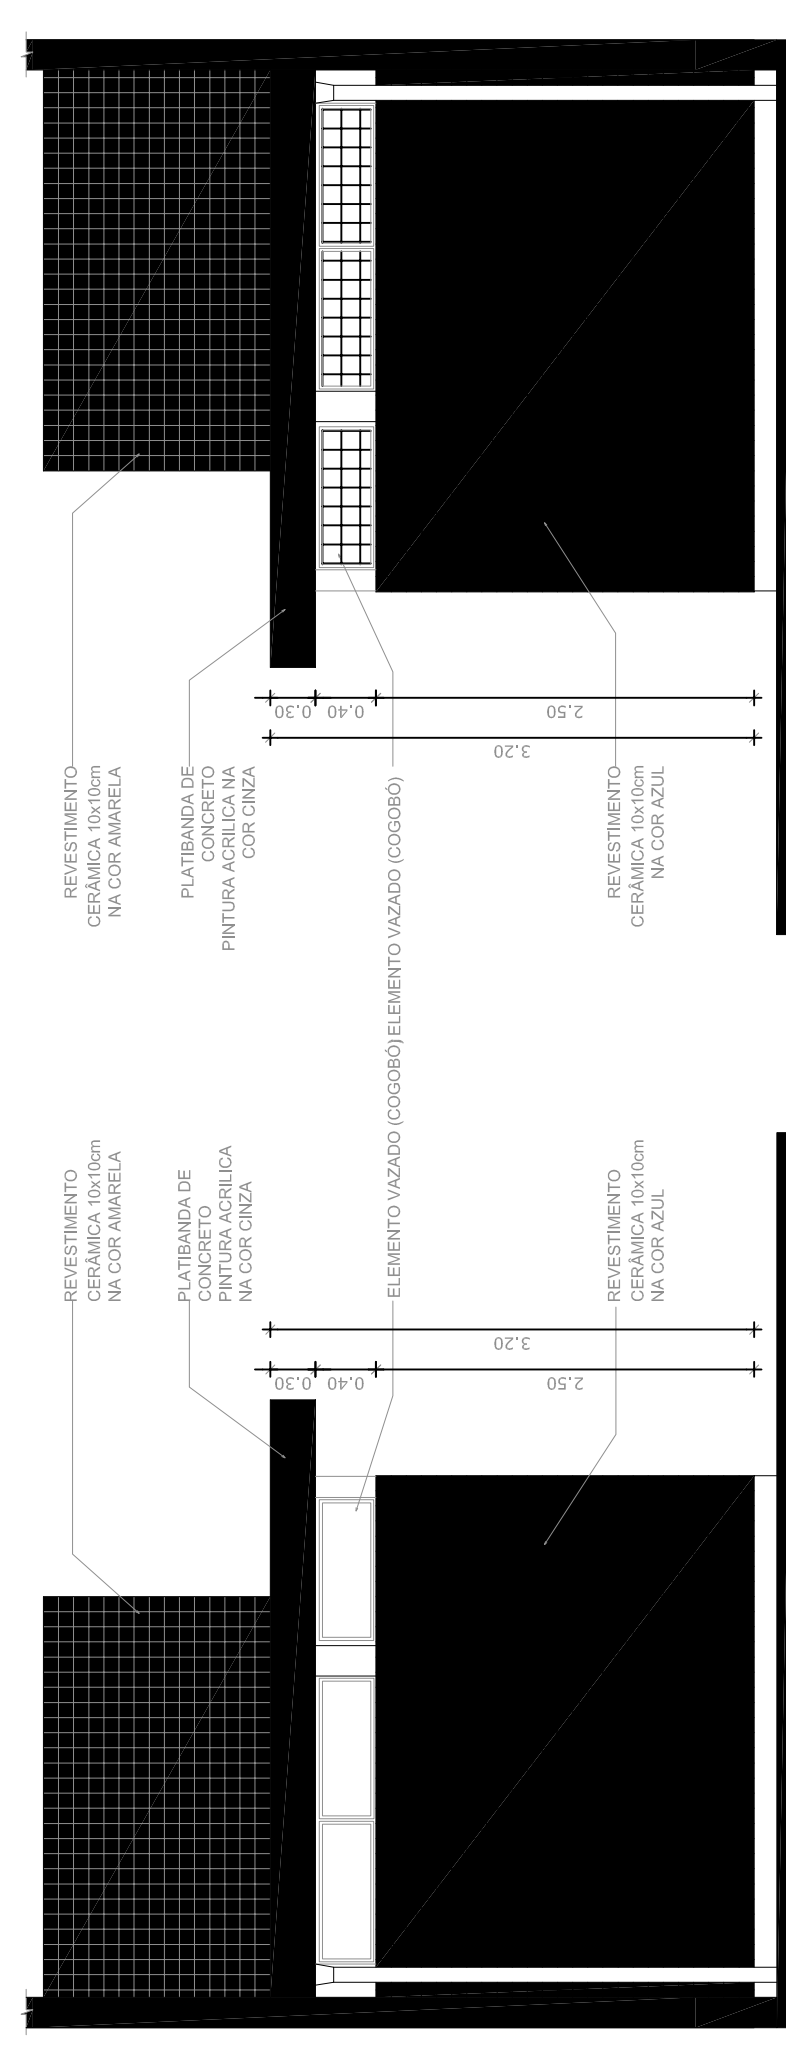 REVESTIMENTO
CERÂMICA 10x10cm
NA COR AMARELA
PLATIBANDA DE
CONCRETO
PINTURA ACRILICA NA
COR CINZA
ELEMENTO VAZADO (COGOBÓ)
REVESTIMENTO
CERÂMICA 10x10cm
NA COR AZUL
0.30
0.40
2.50
3.20
REVESTIMENTO
CERÂMICA 10x10cm
NA COR AMARELA
PLATIBANDA DE
CONCRETO
PINTURA ACRILICA
NA COR CINZA
ELEMENTO VAZADO (COGOBÓ)
REVESTIMENTO
CERÂMICA 10x10cm
NA COR AZUL
3.20
0.30
0.40
2.50